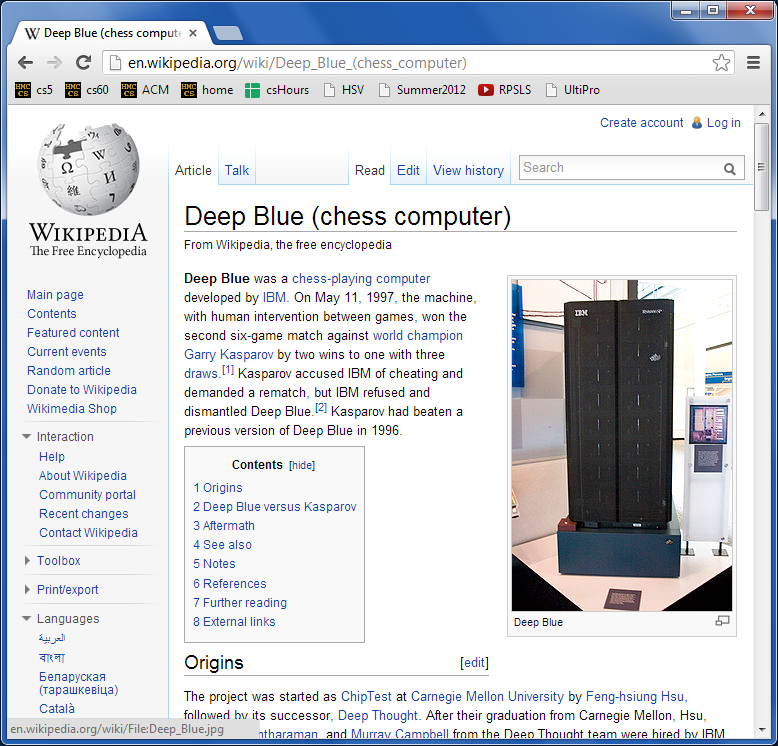 Deep Blue (chess compute
en.wikipedia.org/wiki/Deep_Blue_(chess_computer)
HMC CS cs5 HMC CS cs60 HMC CS ACM HMC CS home csHours HSV Summer2012 RPSLS UltiPro
Create account Log in
Article Talk Read Edit View history Search
WIKIPEDIA
The Free Encyclopedia
Main page
Contents
Featured content
Current events
Random article
Donate to Wikipedia
Wikimedia Shop
Interaction
Help
About Wikipedia
Community portal
Recent changes
Contact Wikipedia
Toolbox
Print/export
Languages
العربية
বাংলা
Беларуская
(тарашкевіца)
Català
Deep Blue (chess computer)
From Wikipedia, the free encyclopedia
Deep Blue was a chess-playing computer
developed by IBM. On May 11, 1997, the machine,
with human intervention between games, won the
second six-game match against world champion
Garry Kasparov by two wins to one with three
draws.[1] Kasparov accused IBM of cheating and
demanded a rematch, but IBM refused and
dismantled Deep Blue.[2] Kasparov had beaten a
previous version of Deep Blue in 1996.
IBM
Deep Blue
Contents [hide]
1 Origins
2 Deep Blue versus Kasparov
3 Aftermath
4 See also
5 Notes
6 References
7 Further reading
8 External links
Origins [edit]
The project was started as ChipTest at Carnegie Mellon University by Feng-hsiung Hsu,
followed by its successor, Deep Thought. After their graduation from Carnegie Mellon, Hsu,
ntharaman, and Murray Campbell from the Deep Thought team were hired by IBM
en.wikipedia.org/wiki/File:Deep_Blue.jpg